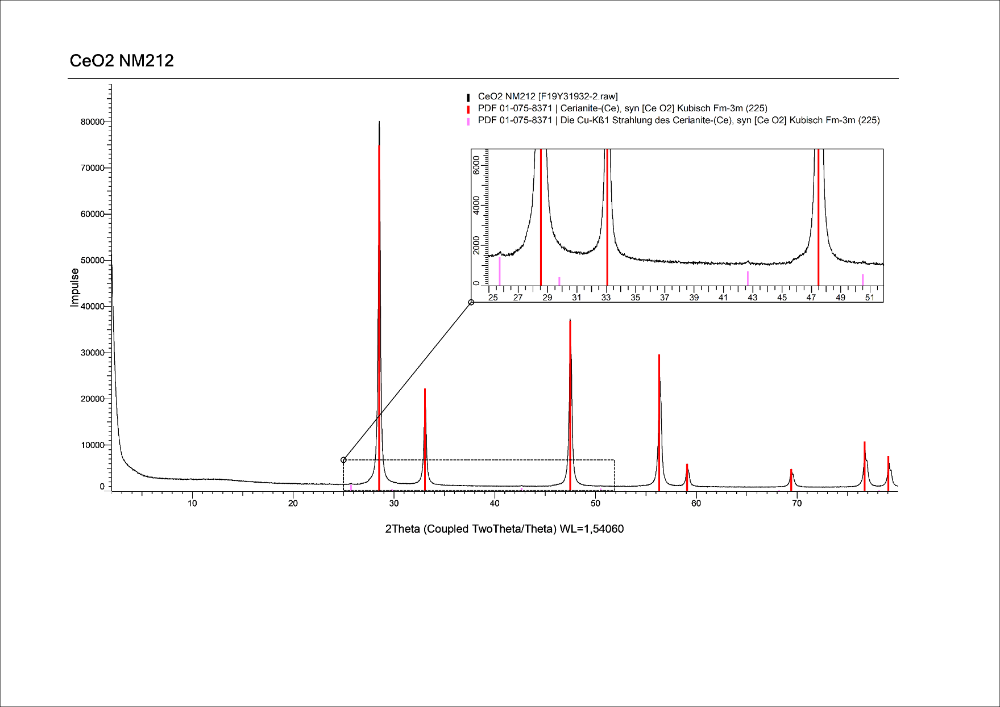 CeO2 NM212
CeO2 NM212 [F19Y31932-2.raw]
PDF 01-075-8371 | Cerianite-(Ce), syn [Ce O2] Kubisch Fm-3m (225)
PDF 01-075-8371 | Die Cu-Kß1 Strahlung des Cerianite-(Ce), syn [Ce O2] Kubisch Fm-3m (225)
Impulse
80000
70000
60000
50000
40000
30000
20000
10000
0
6000
4000
2000
0
25 27 29 31 33 35 37 39 41 43 45 47 49 51
10 20 30 40 50 60 70
2Theta (Coupled TwoTheta/Theta) WL=1,54060